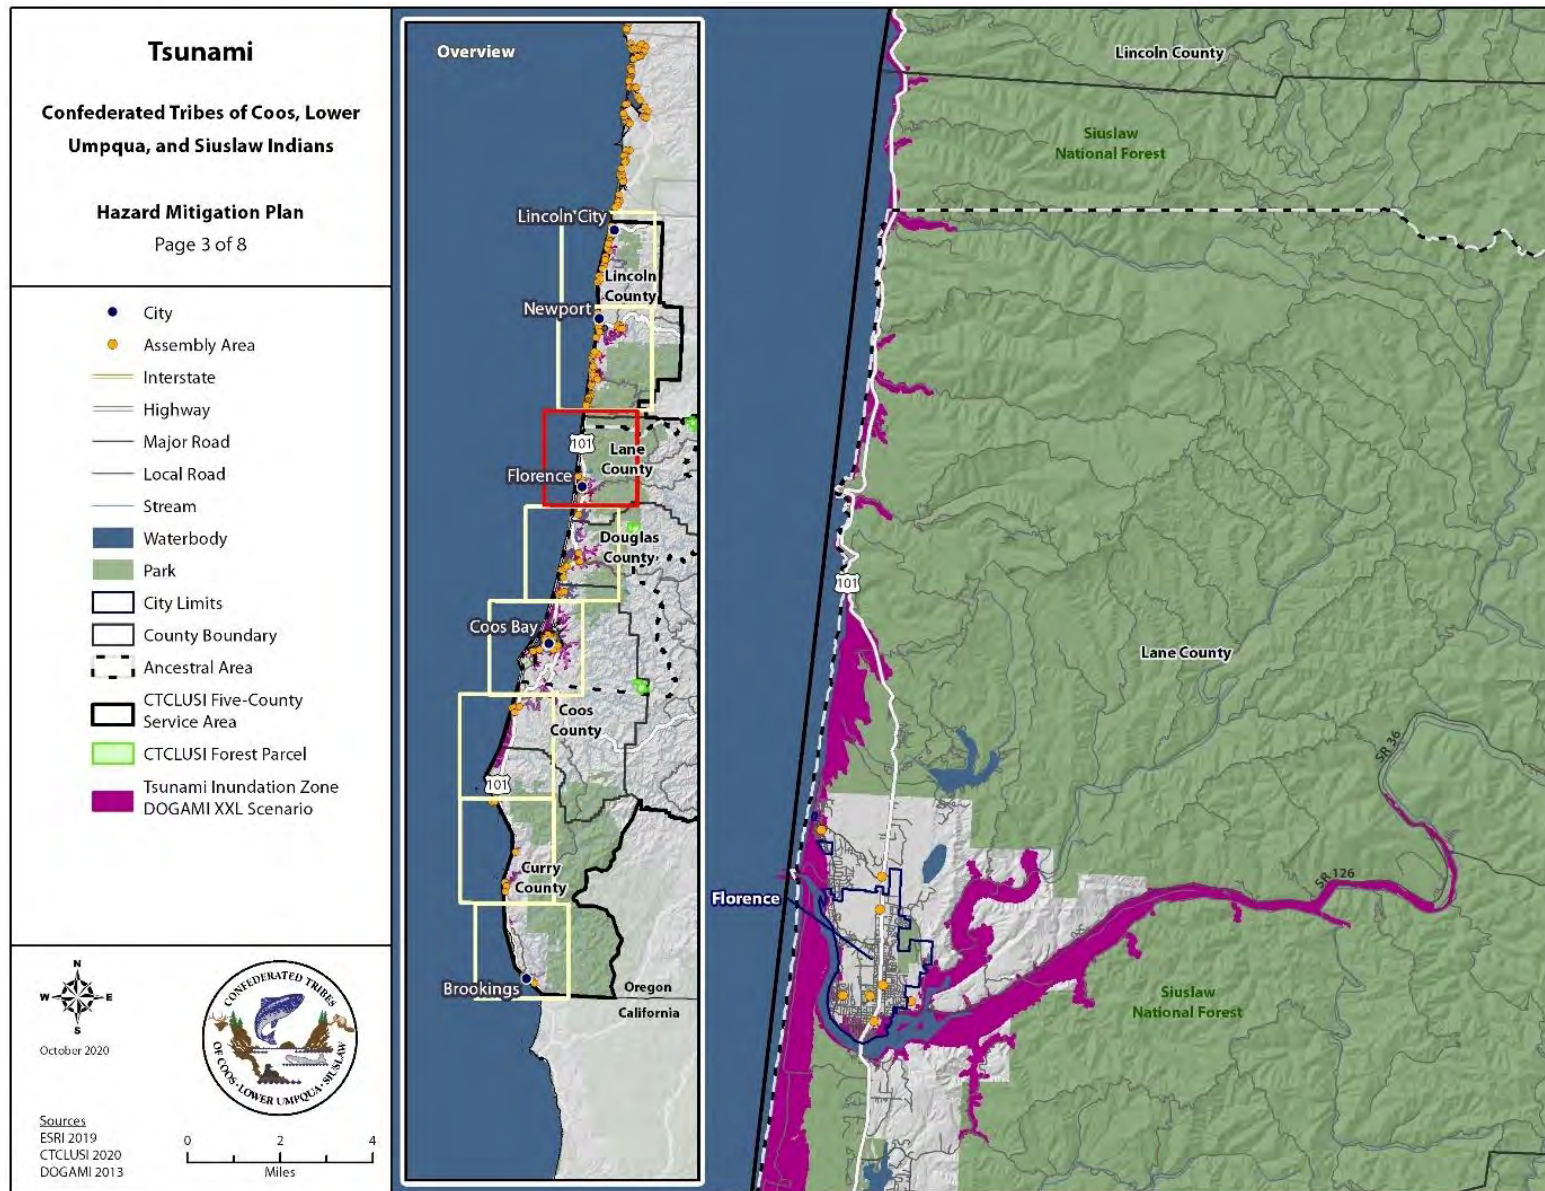 Tsunami
Confederated Tribes of Coos, Lower
Umpqua, and Siuslaw Indians
Hazard Mitigation Plan
Page 3 of 8
City
Assembly Area
Interstate
Highway
Major Road
Local Road
Stream
Waterbody
Park
City Limits
County Boundary
Ancestral Area
CTCLUSI Five-County
Service Area
CTCLUSI Forest Parcel
Tsunami Inundation Zone
DOGAMI XXL Scenario
N
W
E
S
October 2020
CONFEDERATED TRIBES
OF COOS · LOWER UMPQUA · SIUSLAW
Sources
ESRI 2019
CTCLUSI 2020
DOGAMI 2013
0 2 4
Miles
Overview
Lincoln City
Lincoln
County
Newport
101
Lane
County
Florence
Douglas
County
Coos Bay
Coos
County
101
Curry
County
Brookings
Oregon
California
Lincoln County
Siuslaw
National Forest
101
Lane County
SR 36
SR 126
Florence
Siuslaw
National Forest